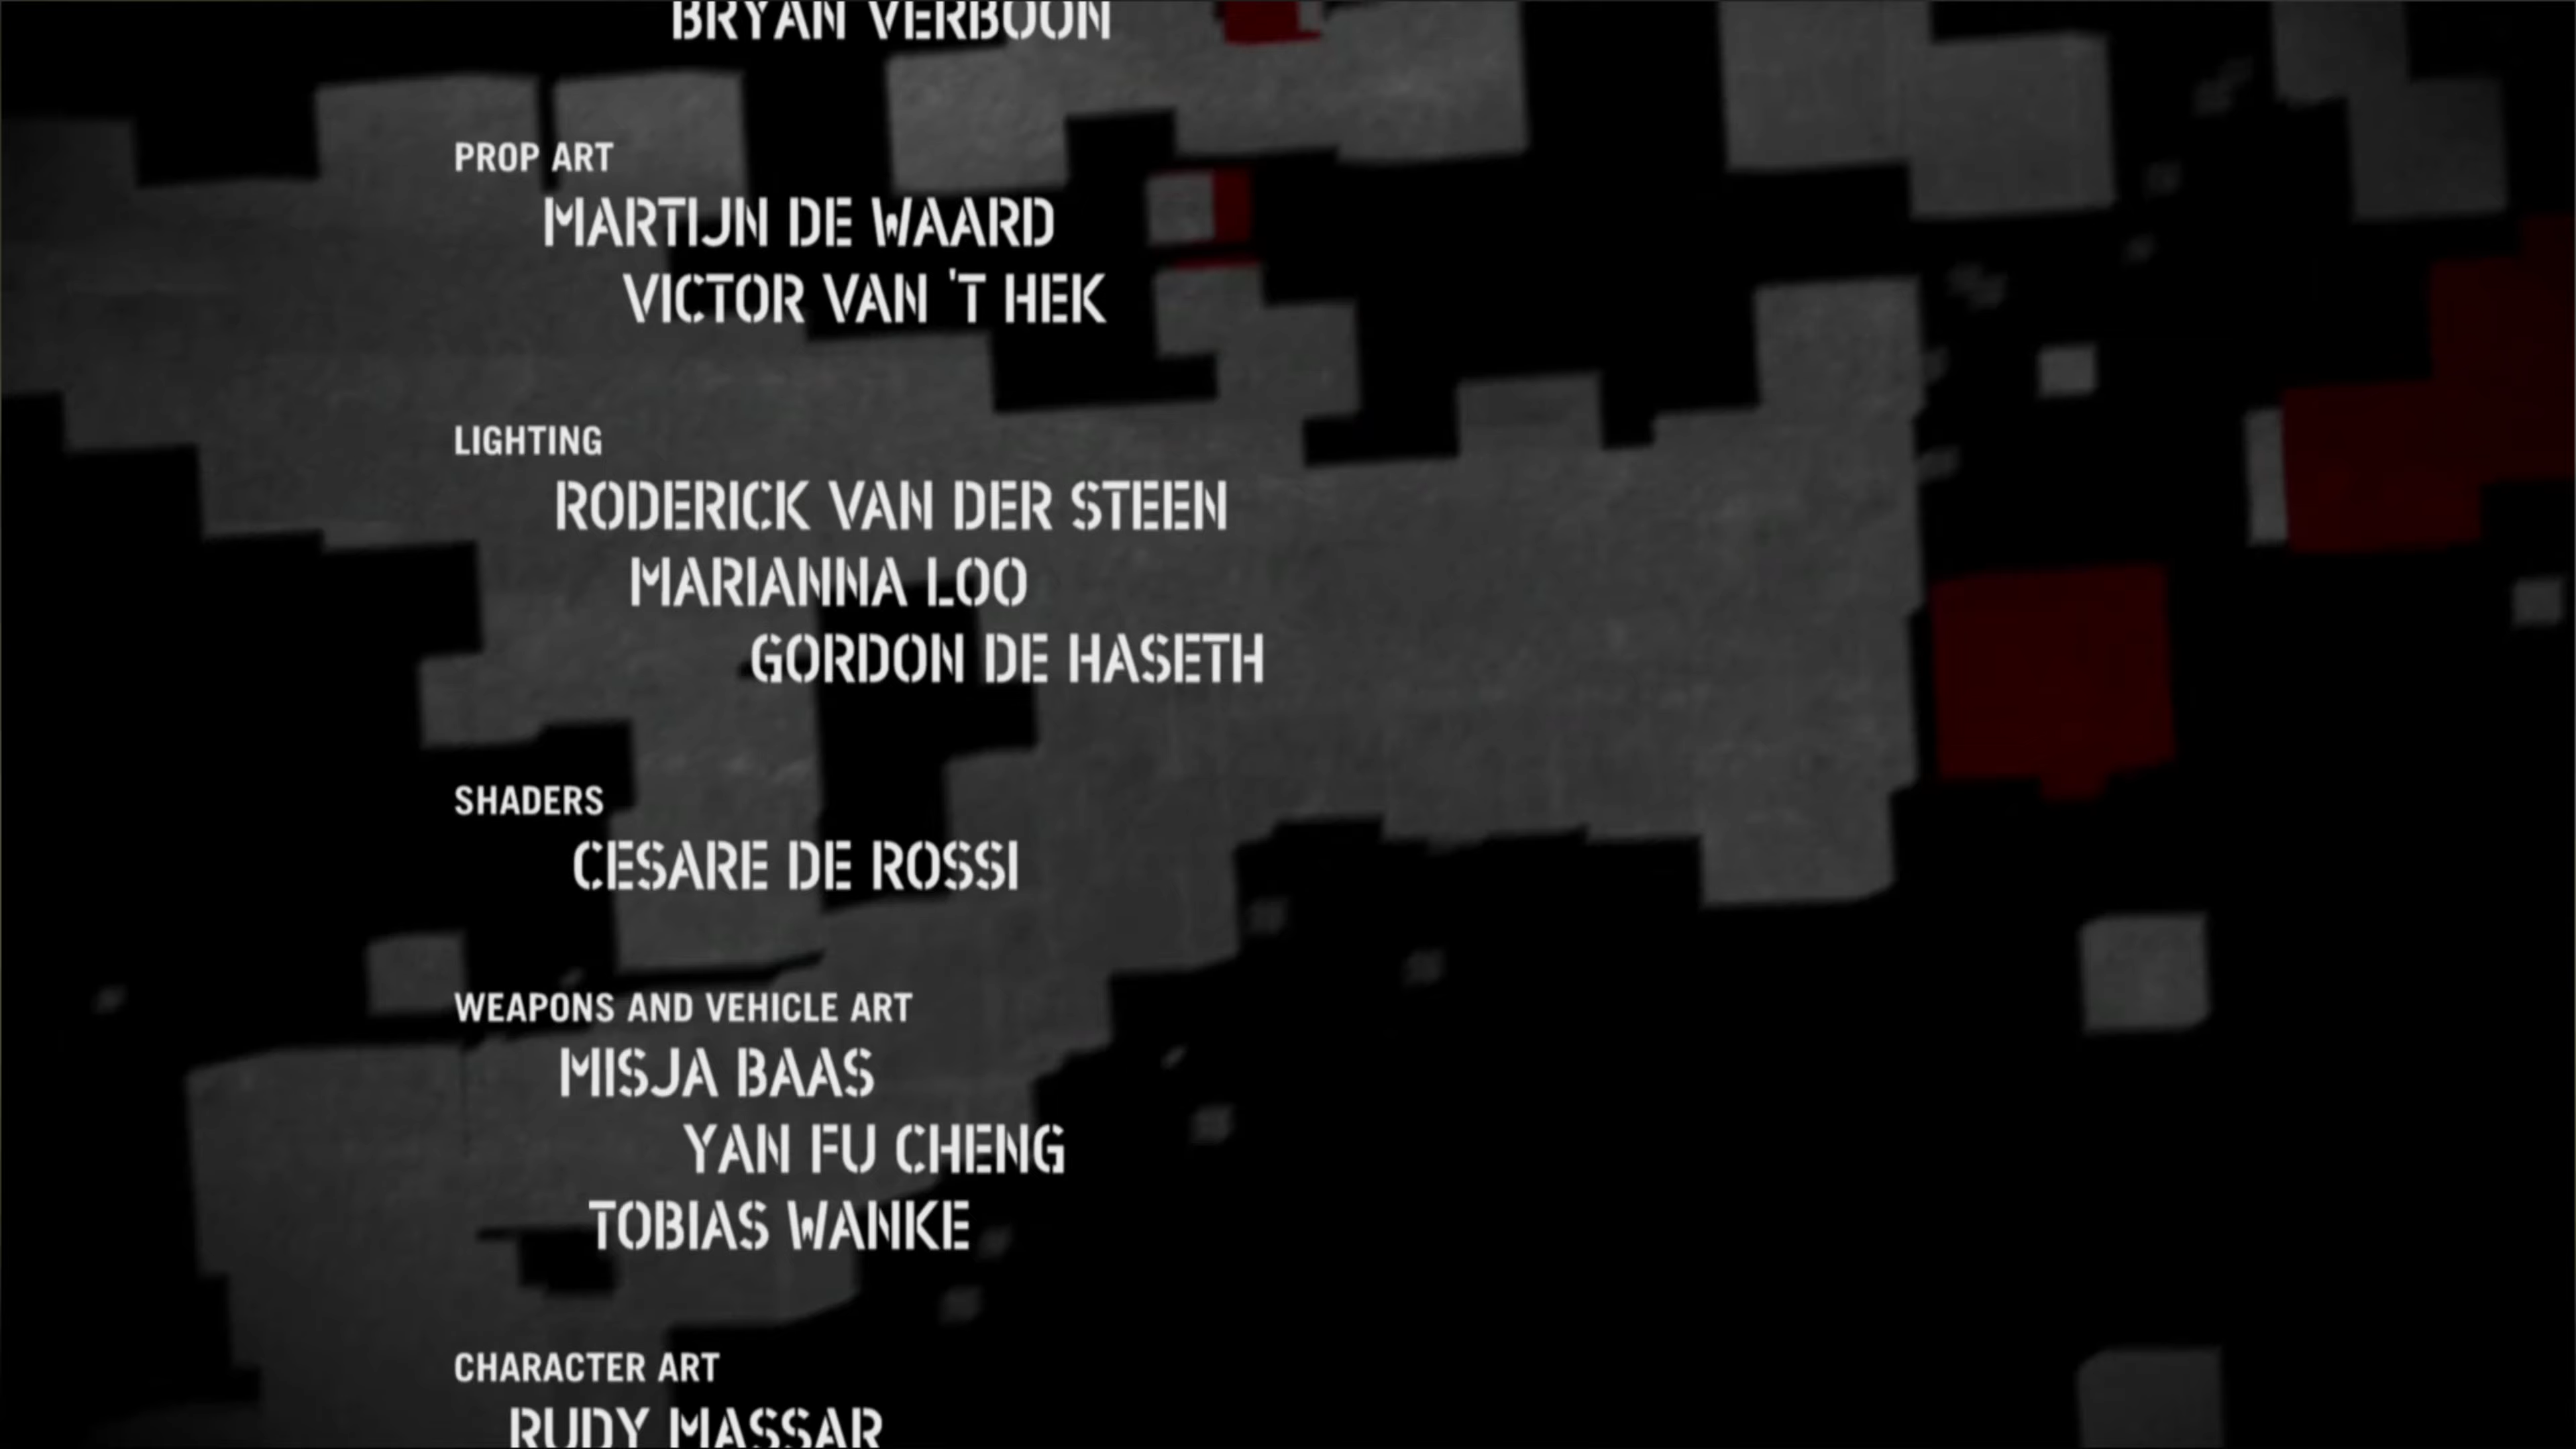 BRYAN VERBOON
PROP ART
MARTIJN DE WAARD
VICTOR VAN 'T HEK
LIGHTING
RODERICK VAN DER STEEN
MARIANNA LOO
GORDON DE HASETH
SHADERS
CESARE DE ROSSI
WEAPONS AND VEHICLE ART
MISJA BAAS
YAN FU CHENG
TOBIAS WANKE
CHARACTER ART
RUDY MASSAR